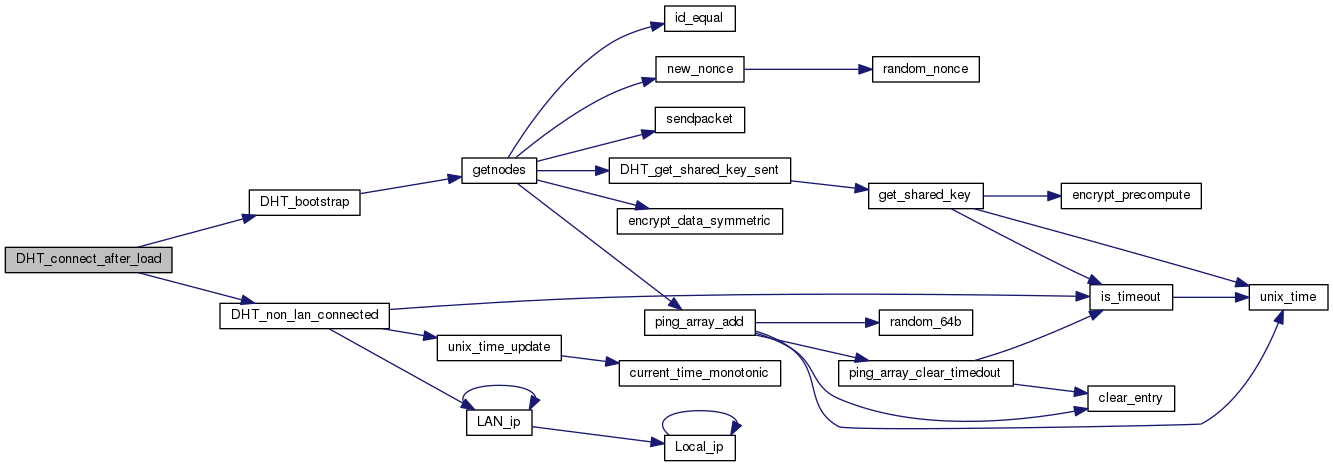 id_equal
new_nonce
random_nonce
sendpacket
getnodes
DHT_get_shared_key_sent
DHT_bootstrap
get_shared_key
encrypt_precompute
encrypt_data_symmetric
DHT_connect_after_load
is_timeout
unix_time
DHT_non_lan_connected
ping_array_add
random_64b
unix_time_update
current_time_monotonic
ping_array_clear_timedout
clear_entry
LAN_ip
Local_ip